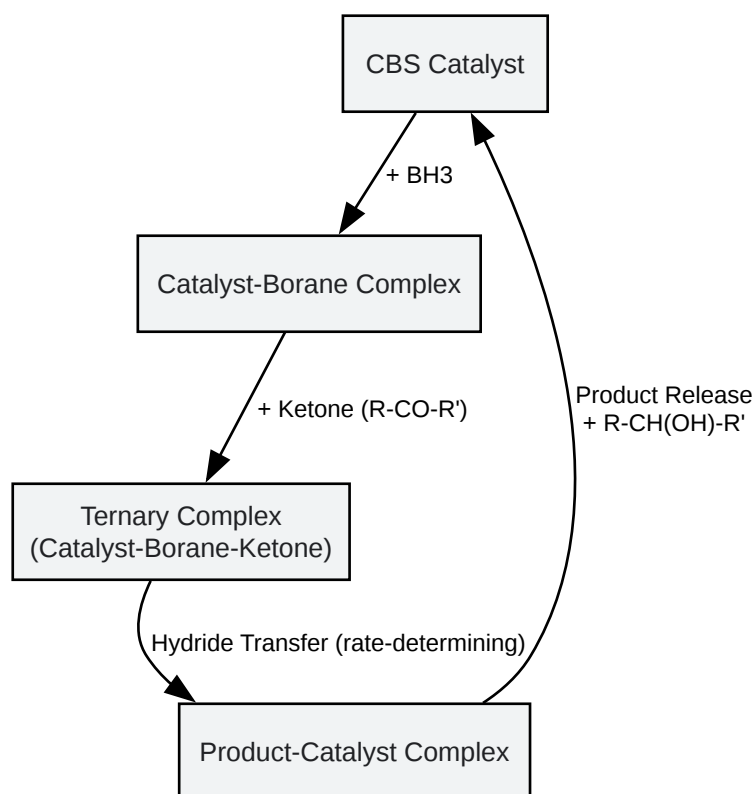 CBS Catalyst
+ BH3
Catalyst-Borane Complex
+ Ketone (R-CO-R')
Product Release
+ R-CH(OH)-R'
Ternary Complex
(Catalyst-Borane-Ketone)
Hydride Transfer (rate-determining)
Product-Catalyst Complex